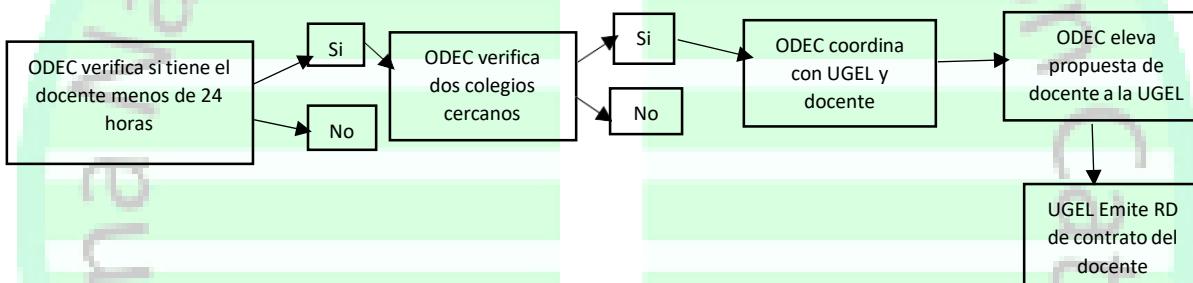 ODEC verifica si tiene el
docente menos de 24
horas
Si
No
ODEC verifica
dos colegios
cercanos
Si
No
ODEC coordina
con UGEL y
docente
ODEC eleva
propuesta de
docente a la UGEL
UGEL Emite RD
de contrato del
docente